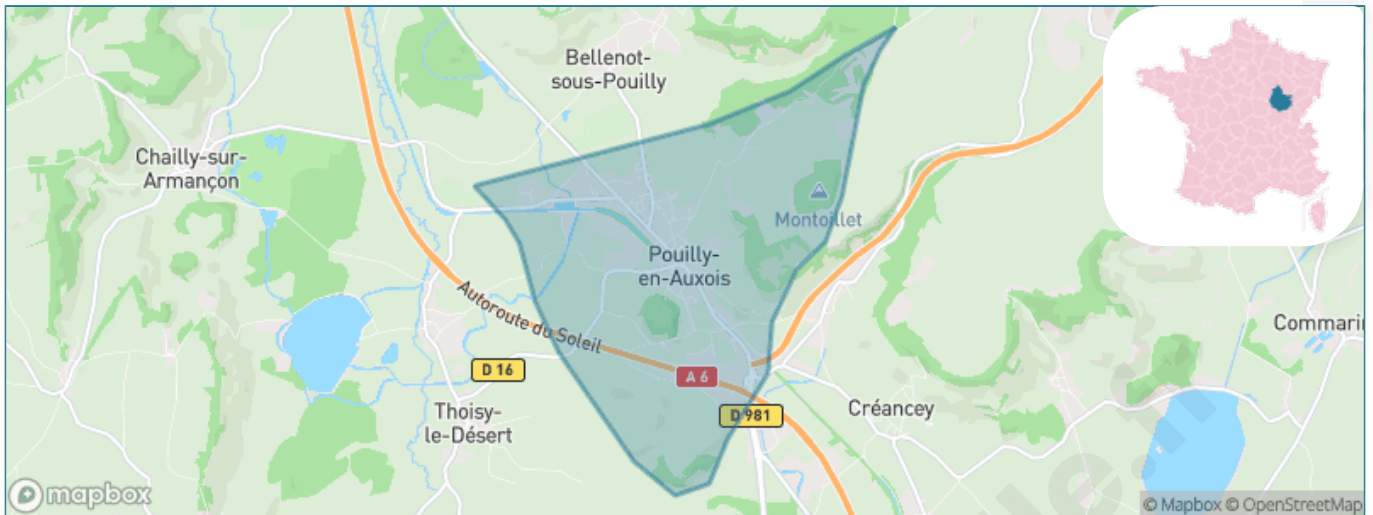 Bellenot-
sous-Pouilly
Chailly-sur-
Armançon
Montoillet
Pouilly-
en-Auxois
Autoroute du Soleil
Commarin
D 16
A 6
D 981
Thoisy-
le-Désert
Créancey
mapbox
© Mapbox © OpenStreetMap